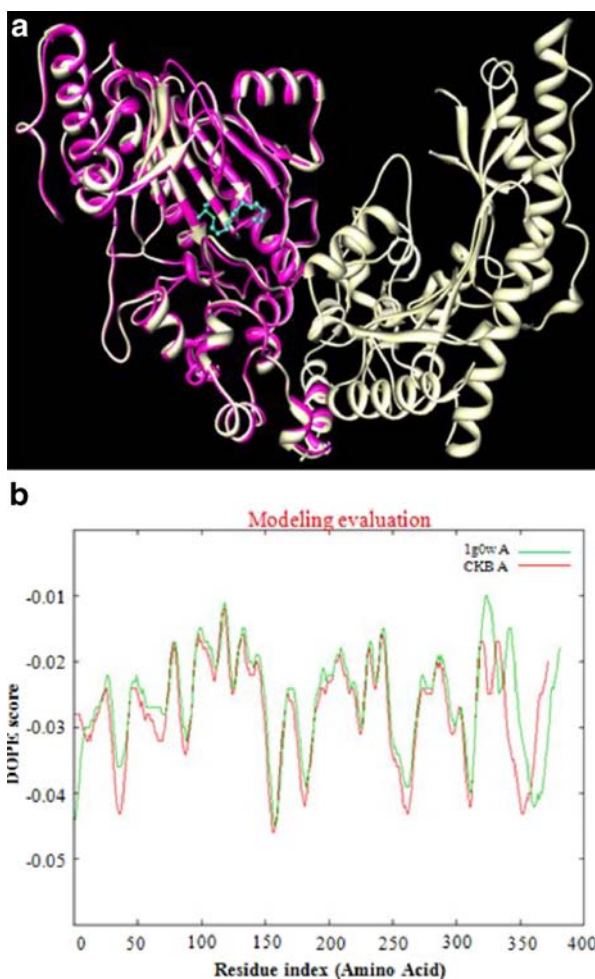 a
b
Modeling evaluation
1g0w A
CKB A
-0.01
-0.02
-0.03
-0.04
-0.05
DOPE score
0 50 100 150 200 250 300 350 400
Residue index (Amino Acid)